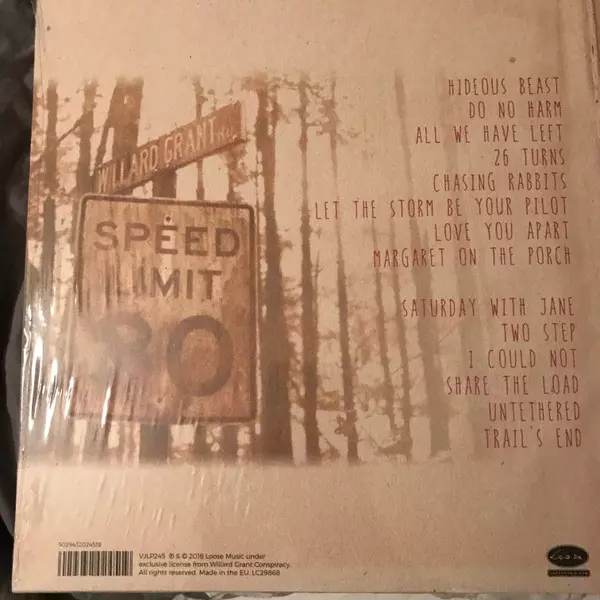 WILLARD GRANT RD.
SPEED
LIMIT
HIDEOUS BEAST
DO NO HARM
ALL WE HAVE LEFT
26 TURNS
CHASING RABBITS
LET THE STORM BE YOUR PILOT
LOVE YOU APART
MARGARET ON THE PORCH
SATURDAY WITH JANE
TWO STEP
I COULD NOT
SHARE THE LOAD
UNTETHERED
TRAIL'S END
VJLP245 ℗ & © 2018 Loose Music under
exclusive license from Willard Grant Conspiracy.
All rights reserved. Made in the EU. LC29868
Loose